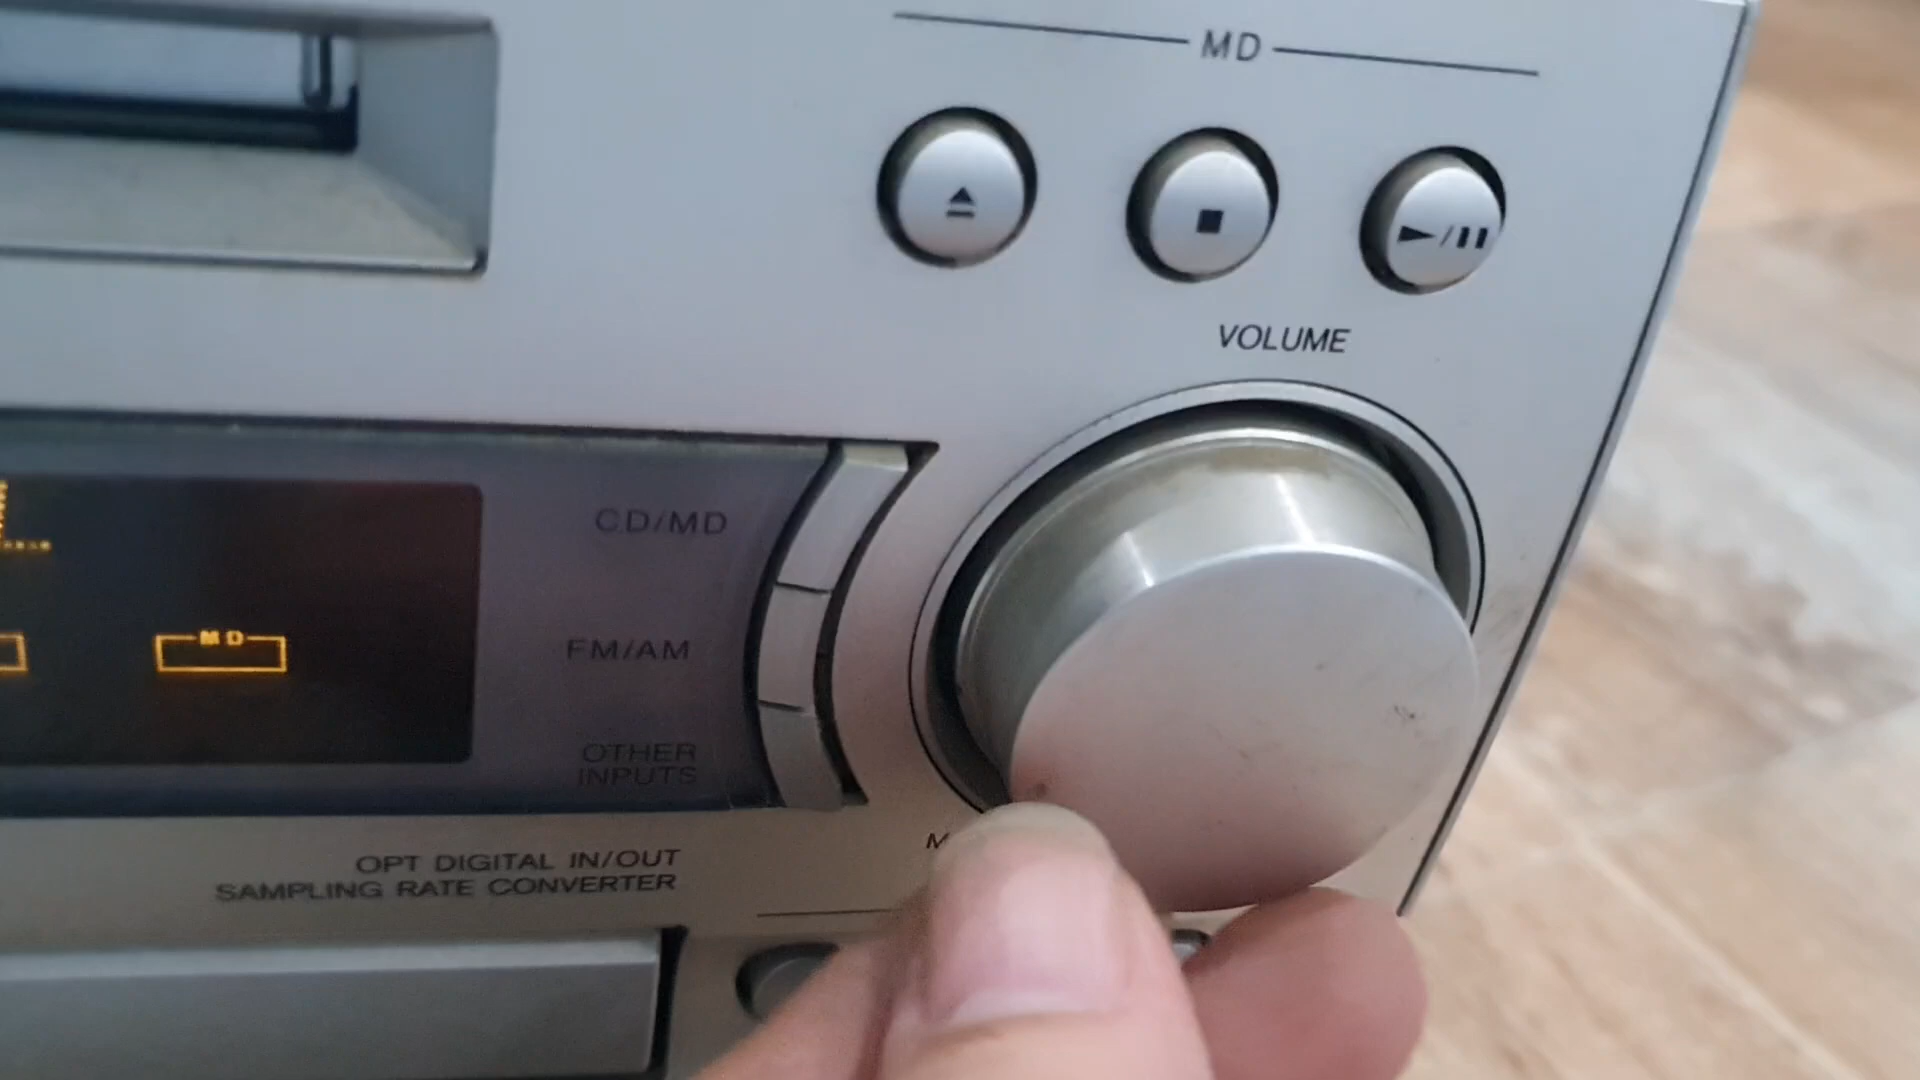 MD
VOLUME
CD/MD
FM/AM
MD
OTHER
INPUTS
OPT DIGITAL IN/OUT
SAMPLING RATE CONVERTER